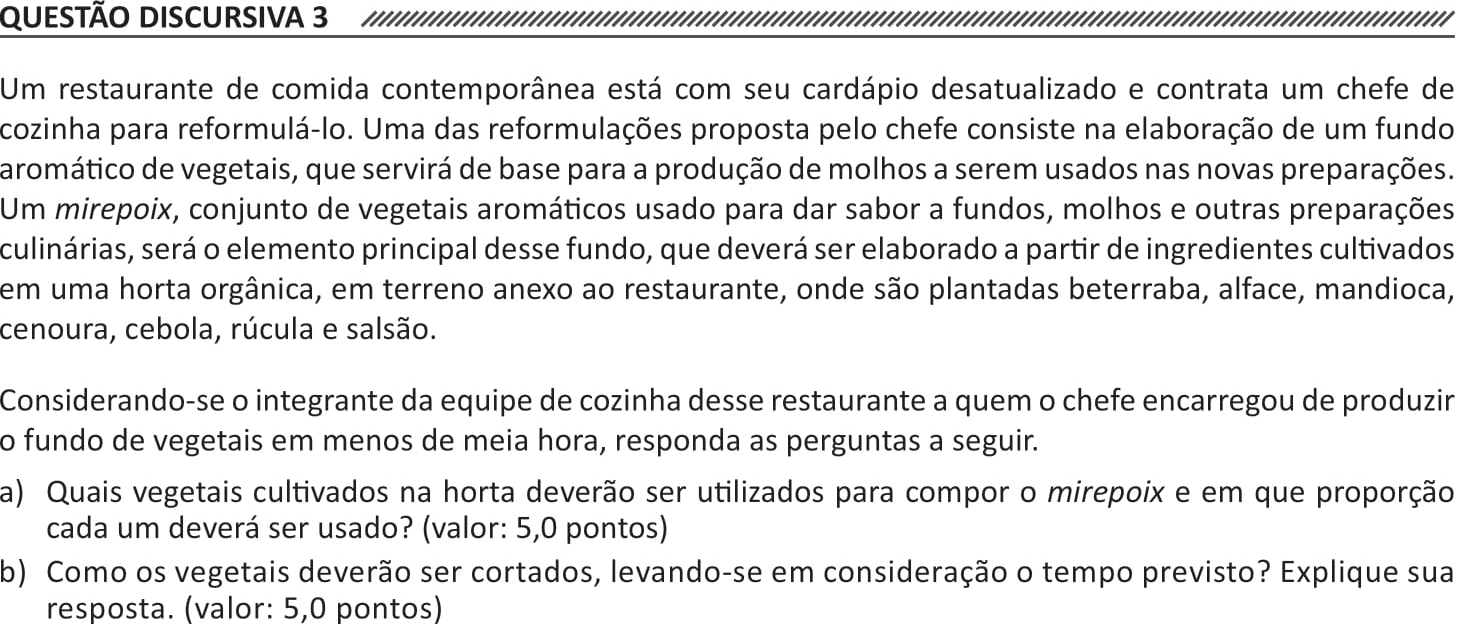 QUESTÃO DISCURSIVA 3
Um restaurante de comida contemporânea está com seu cardápio desatualizado e contrata um chefe de
cozinha para reformulá-lo. Uma das reformulações proposta pelo chefe consiste na elaboração de um fundo
aromático de vegetais, que servirá de base para a produção de molhos a serem usados nas novas preparações.
Um mirepoix, conjunto de vegetais aromáticos usado para dar sabor a fundos, molhos e outras preparações
culinárias, será o elemento principal desse fundo, que deverá ser elaborado a partir de ingredientes cultivados
em uma horta orgânica, em terreno anexo ao restaurante, onde são plantadas beterraba, alface, mandioca,
cenoura, cebola, rúcula e salsão.
Considerando-se o integrante da equipe de cozinha desse restaurante a quem o chefe encarregou de produzir
o fundo de vegetais em menos de meia hora, responda as perguntas a seguir.
a) Quais vegetais cultivados na horta deverão ser utilizados para compor o mirepoix e em que proporção
cada um deverá ser usado? (valor: 5,0 pontos)
b) Como os vegetais deverão ser cortados, levando-se em consideração o tempo previsto? Explique sua
resposta. (valor: 5,0 pontos)